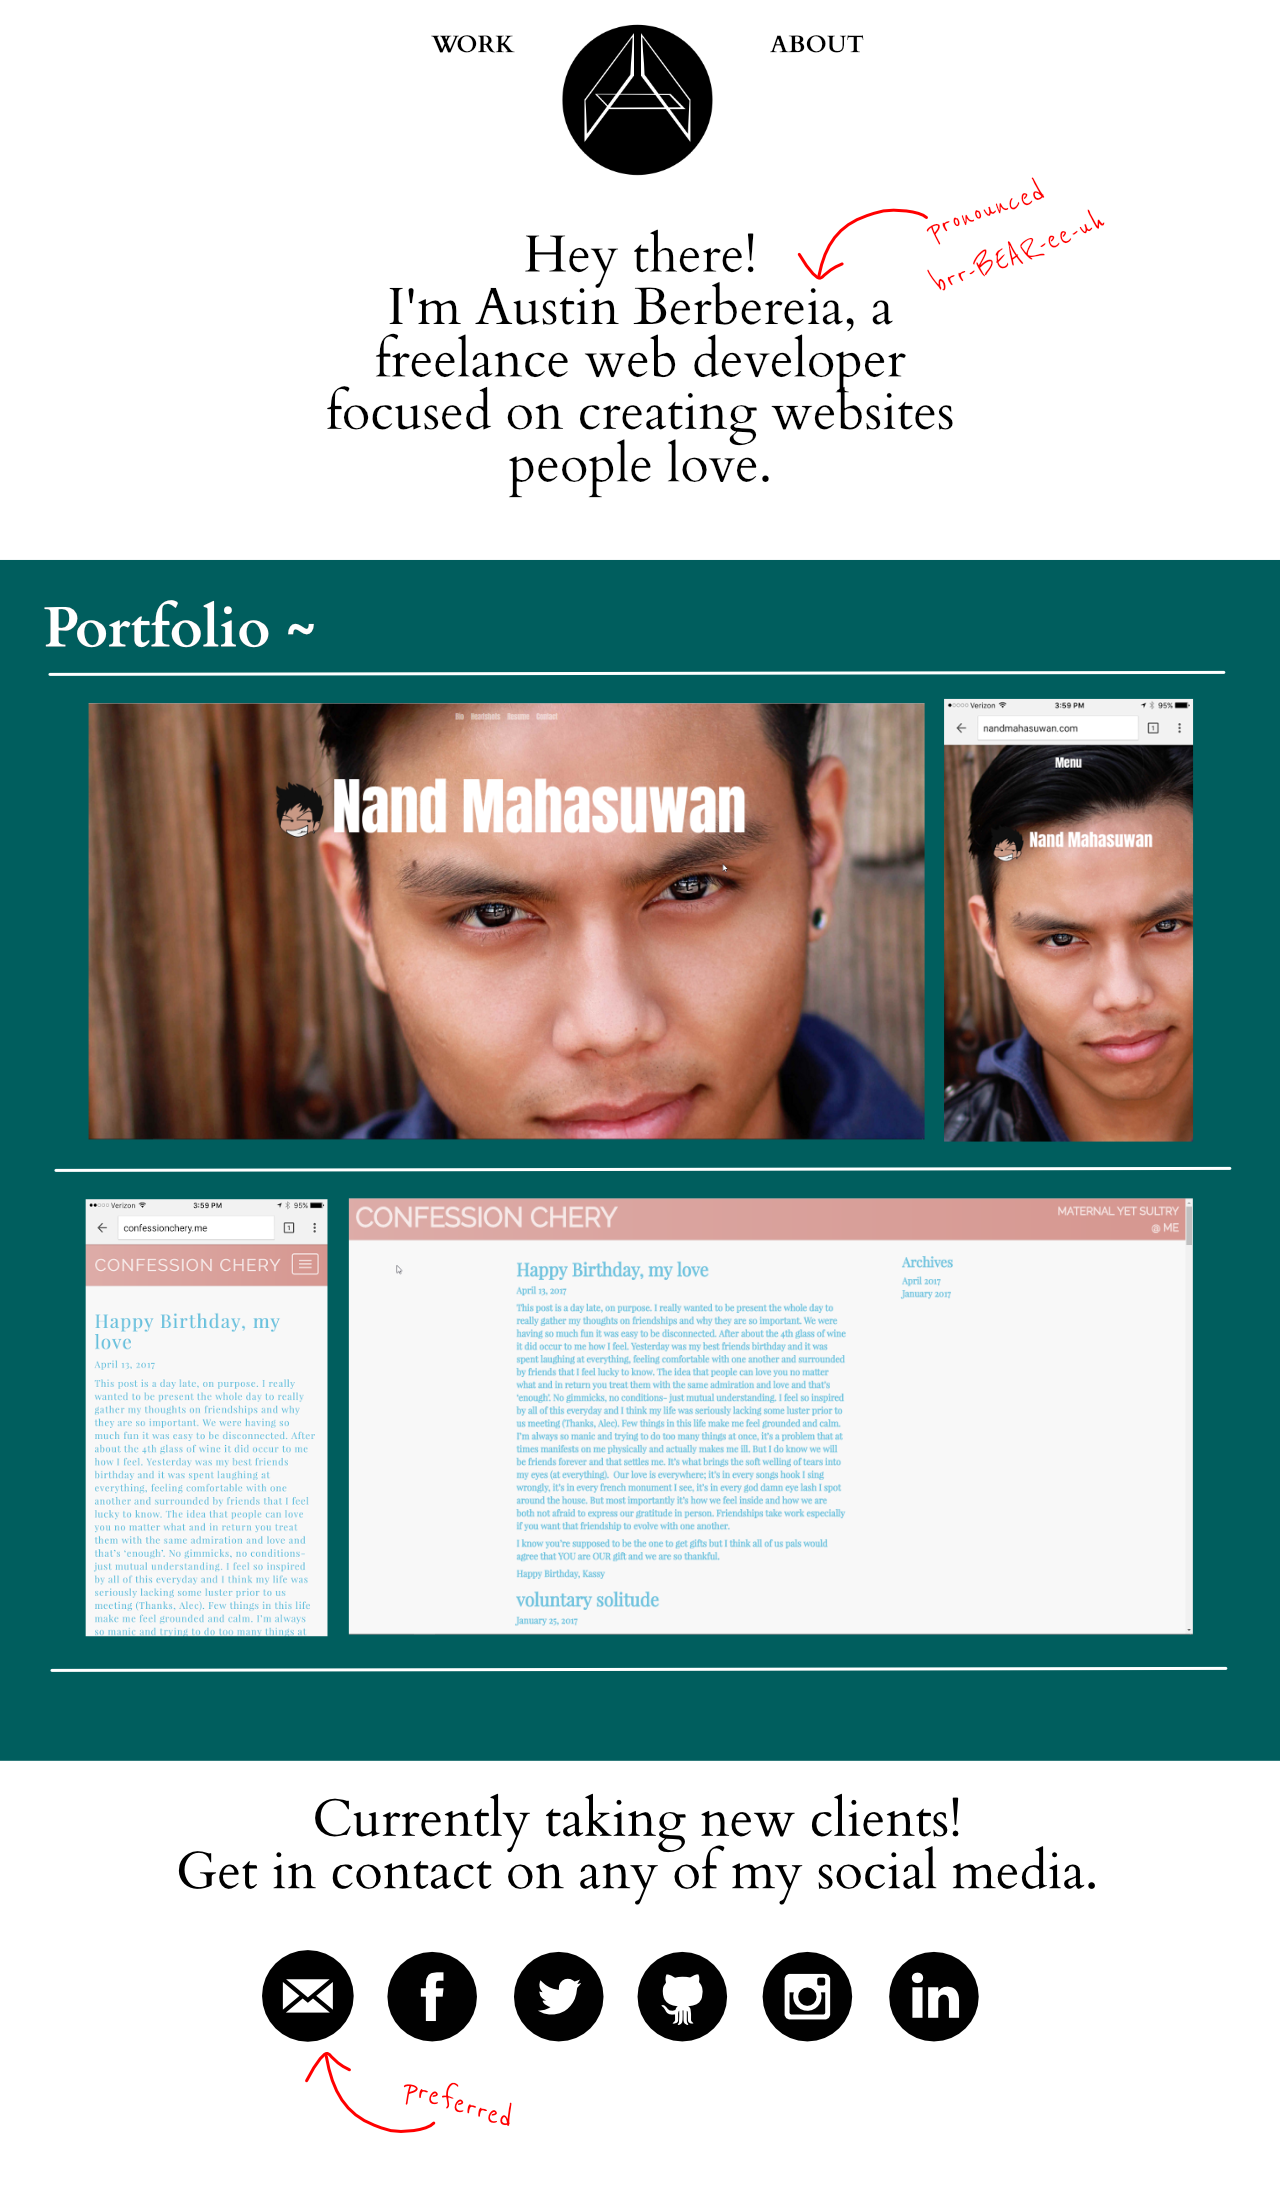 WORK
ABOUT
pronounced
brr-BEAR-ee-uh
Hey there!
I'm Austin Berbereia, a
freelance web developer
focused on creating websites
people love.
Portfolio ~
Bio Headshots Resume Contact
Nand Mahasuwan
Verizon 3:59 PM 95%
nandmahasuwan.com 1
Menu
Nand Mahasuwan
Verizon 3:59 PM 95%
confessionchery.me 1
CONFESSION CHERY
Happy Birthday, my
love
April 13, 2017
This post is a day late, on purpose. I really
wanted to be present the whole day to really
gather my thoughts on friendships and why
they are so important. We were having so
much fun it was easy to be disconnected. After
about the 4th glass of wine it did occur to me
how I feel. Yesterday was my best friends
birthday and it was spent laughing at
everything, feeling comfortable with one
another and surrounded by friends that I feel
lucky to know. The idea that people can love
you no matter what and in return you treat
them with the same admiration and love and
that's 'enough'. No gimmicks, no conditions-
just mutual understanding. I feel so inspired
by all of this everyday and I think my life was
seriously lacking some luster prior to us
meeting (Thanks, Alec). Few things in this life
make me feel grounded and calm. I'm always
so manic and trying to do too many things at
CONFESSION CHERY
MATERNAL YET SULTRY
@ ME
Happy Birthday, my love
April 13, 2017
This post is a day late, on purpose. I really wanted to be present the whole day to
really gather my thoughts on friendships and why they are so important. We were
having so much fun it was easy to be disconnected. After about the 4th glass of wine
it did occur to me how I feel. Yesterday was my best friends birthday and it was
spent laughing at everything, feeling comfortable with one another and surrounded
by friends that I feel lucky to know. The idea that people can love you no matter
what and in return you treat them with the same admiration and love and that's
'enough'. No gimmicks, no conditions- just mutual understanding. I feel so inspired
by all of this everyday and I think my life was seriously lacking some luster prior to
us meeting (Thanks, Alec). Few things in this life make me feel grounded and calm.
I'm always so manic and trying to do too many things at once, it's a problem that at
times manifests on me physically and actually makes me ill. But I do know we will
be friends forever and that settles me. It's what brings the soft welling of tears into
my eyes (at everything). Our love is everywhere; it's in every songs hook I sing
wrongly, it's in every french monument I see, it's in every god damn eye lash I spot
around the house. But most importantly it's how we feel inside and how we are
both not afraid to express our gratitude in person. Friendships take work especially
if you want that friendship to evolve with one another.
I know you're supposed to be the one to get gifts but I think all of us pals would
agree that YOU are OUR gift and we are so thankful.
Happy Birthday, Kassy
voluntary solitude
January 25, 2017
Archives
April 2017
January 2017
Currently taking new clients!
Get in contact on any of my social media.
preferred